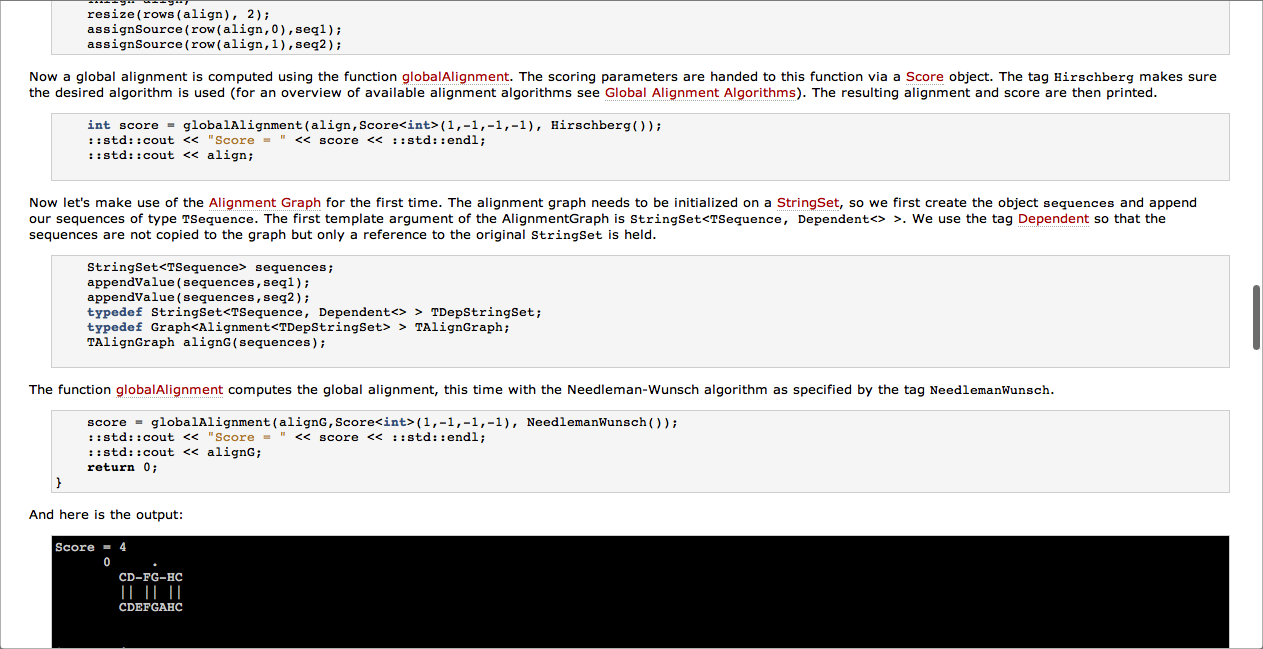 resize(rows(align), 2);
assignSource(row(align,0),seq1);
assignSource(row(align,1),seq2);
Now a global alignment is computed using the function globalAlignment. The scoring parameters are handed to this function via a Score object. The tag Hirschberg makes sure
the desired algorithm is used (for an overview of available alignment algorithms see Global Alignment Algorithms). The resulting alignment and score are then printed.
int score = globalAlignment(align,Score<int>(1,-1,-1,-1), Hirschberg());
::std::cout << "Score = " << score << ::std::endl;
::std::cout << align;
Now let's make use of the Alignment Graph for the first time. The alignment graph needs to be initialized on a StringSet, so we first create the object sequences and append
our sequences of type TSequence. The first template argument of the AlignmentGraph is StringSet<TSequence, Dependent<> >. We use the tag Dependent so that the
sequences are not copied to the graph but only a reference to the original StringSet is held.
StringSet<TSequence> sequences;
appendValue(sequences,seq1);
appendValue(sequences,seq2);
typedef StringSet<TSequence, Dependent<> > TDepStringSet;
typedef Graph<Alignment<TDepStringSet> > TAlignGraph;
TAlignGraph alignG(sequences);
The function globalAlignment computes the global alignment, this time with the Needleman-Wunsch algorithm as specified by the tag NeedlemanWunsch.
score = globalAlignment(alignG,Score<int>(1,-1,-1,-1), NeedlemanWunsch());
::std::cout << "Score = " << score << ::std::endl;
::std::cout << alignG;
return 0;
}
And here is the output:
Score = 4
0 .
CD-FG-HC
|| || ||
CDEFGAHC